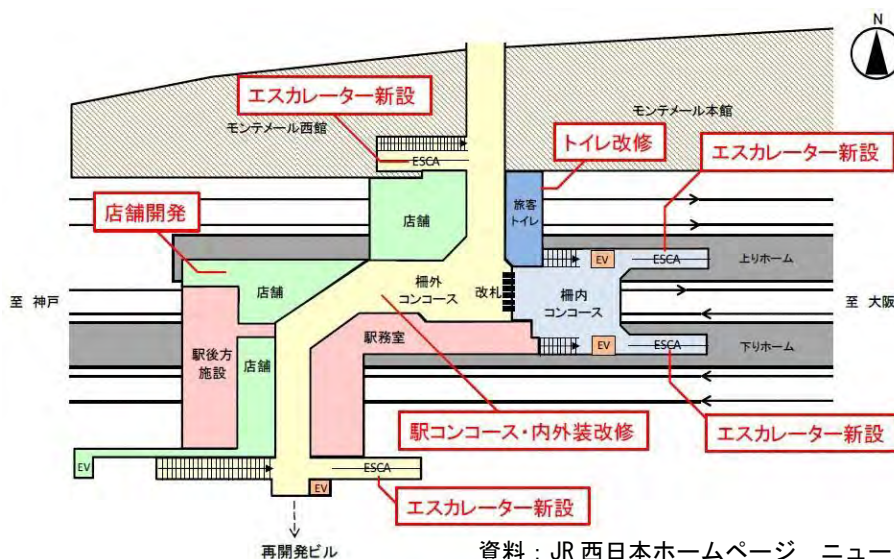 N
エスカレーター新設
モンテメール西館
モンテメール本館
ESCA
トイレ改修
エスカレーター新設
店舗開発
店舗
旅客
トイレ
EV
ESCA
上りホーム
店舗
柵外
コンコース
改札
柵内
コンコース
至 神戸
至 大阪
駅後方
施設
店舗
駅務室
EV
ESCA
下りホーム
駅コンコース・内外装改修
エスカレーター新設
EV
ESCA
EV
エスカレーター新設
再開発ビル
資料：JR西日本ホームページ ニュー